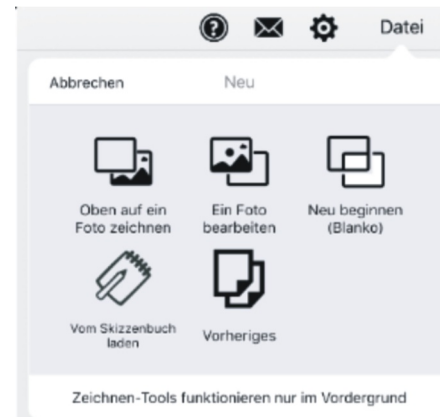 Datei
Abbrechen
Neu
Oben auf ein
Foto zeichnen
Ein Foto
bearbeiten
Neu beginnen
(Blanko)
Vom Skizzenbuch
laden
Vorheriges
Zeichnen-Tools funktionieren nur im Vordergrund